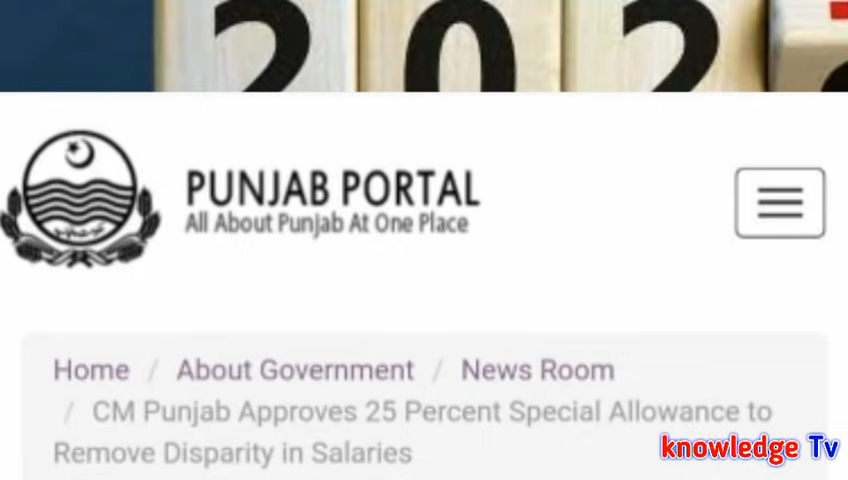 202
PUNJAB PORTAL
All About Punjab At One Place
Home / About Government / News Room
/ CM Punjab Approves 25 Percent Special Allowance to
Remove Disparity in Salaries
knowledge Tv